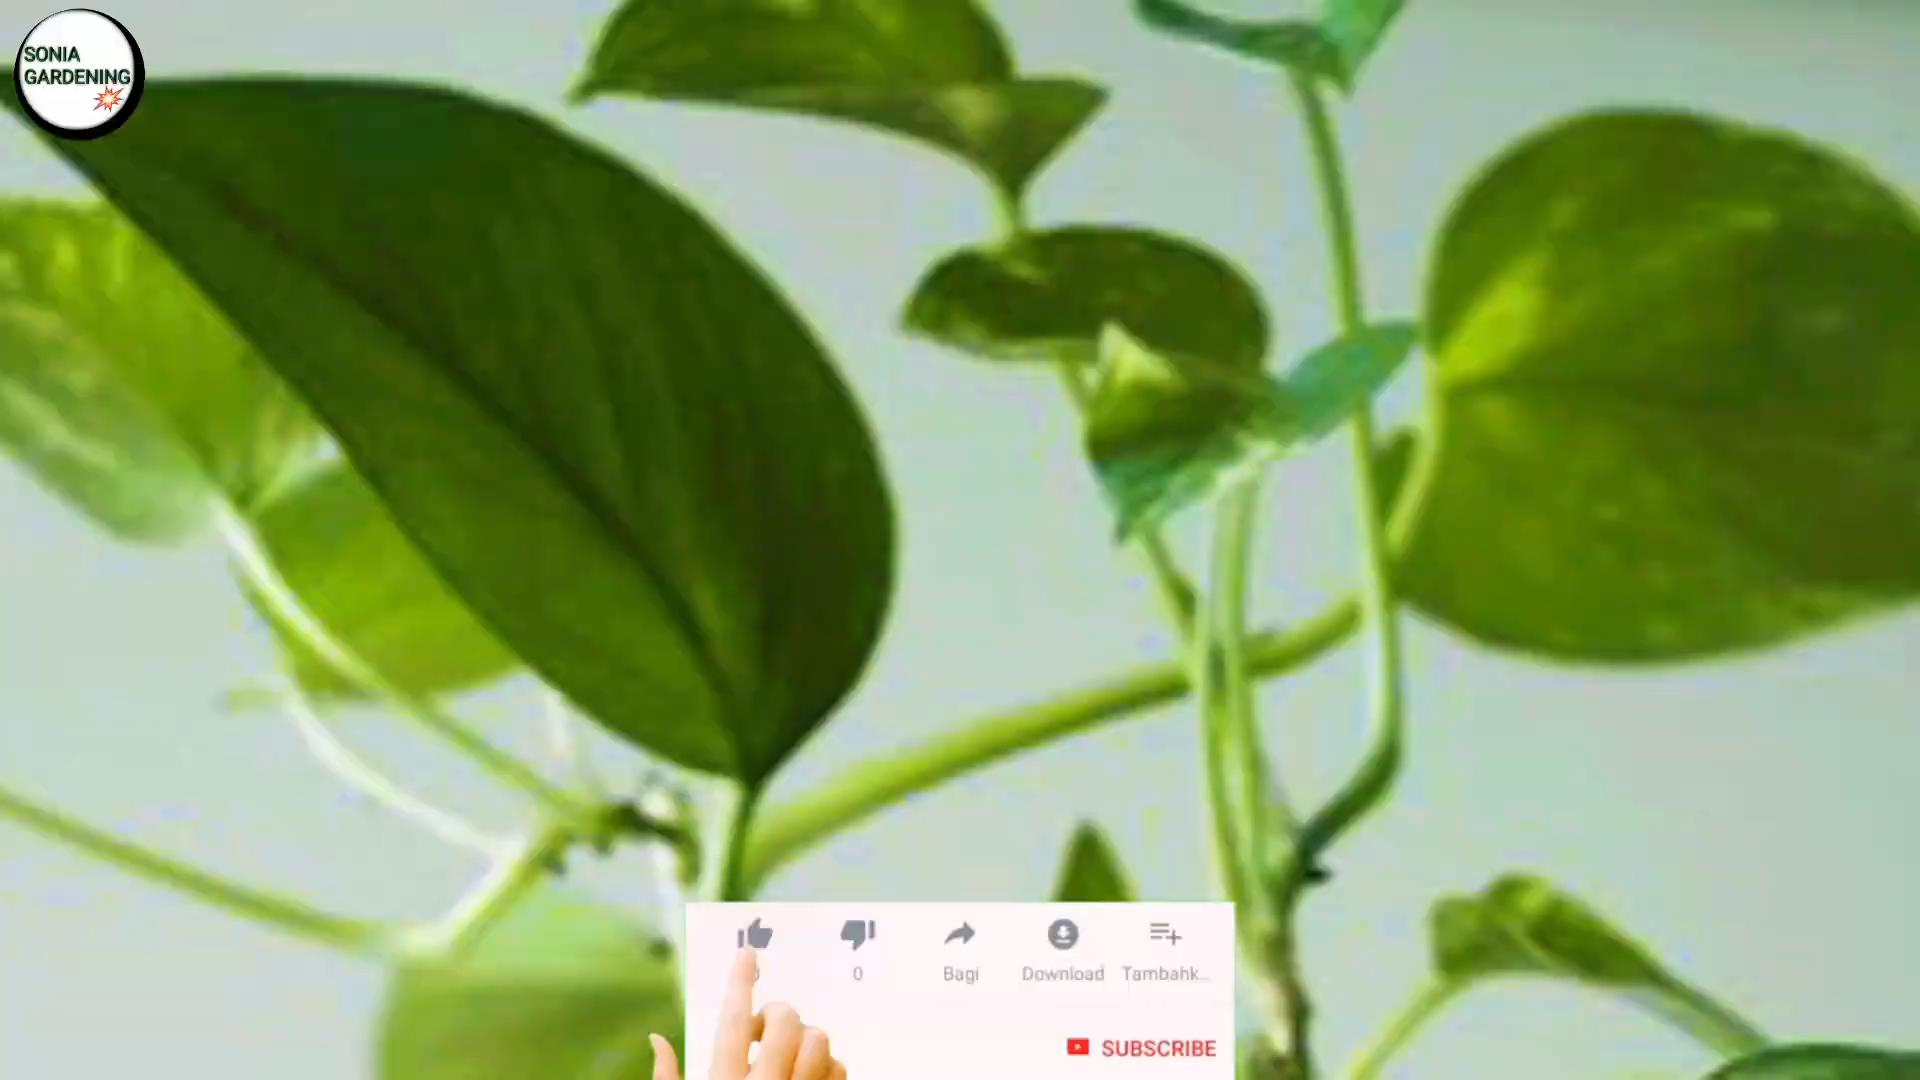 SONIA
GARDENING
0
Bagi
Download
Tambahk...
SUBSCRIBE